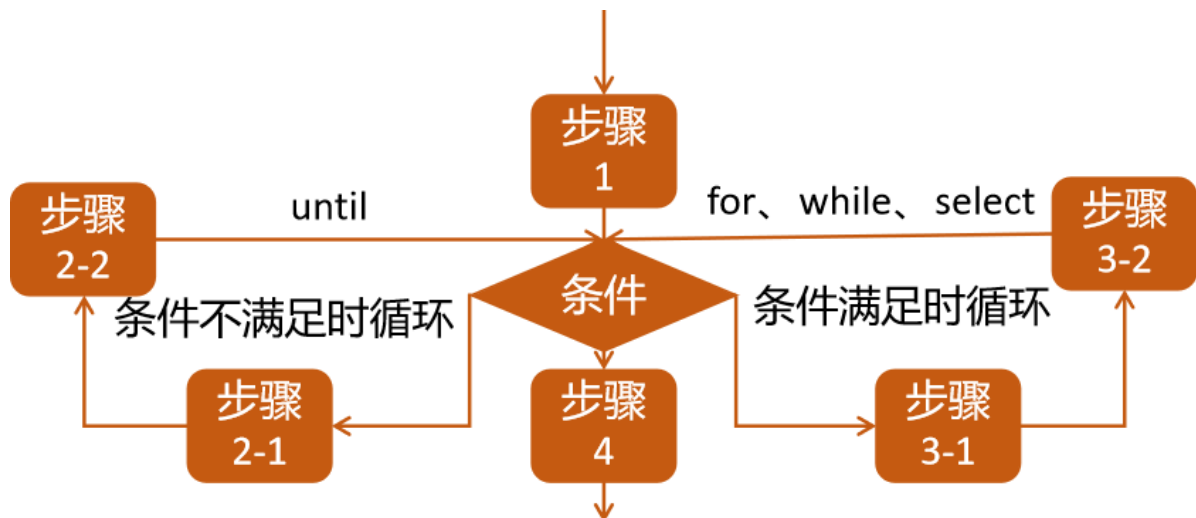 步骤
1
until
for、while、select
步骤
2-2
步骤
3-2
条件
条件不满足时循环
条件满足时循环
步骤
2-1
步骤
4
步骤
3-1